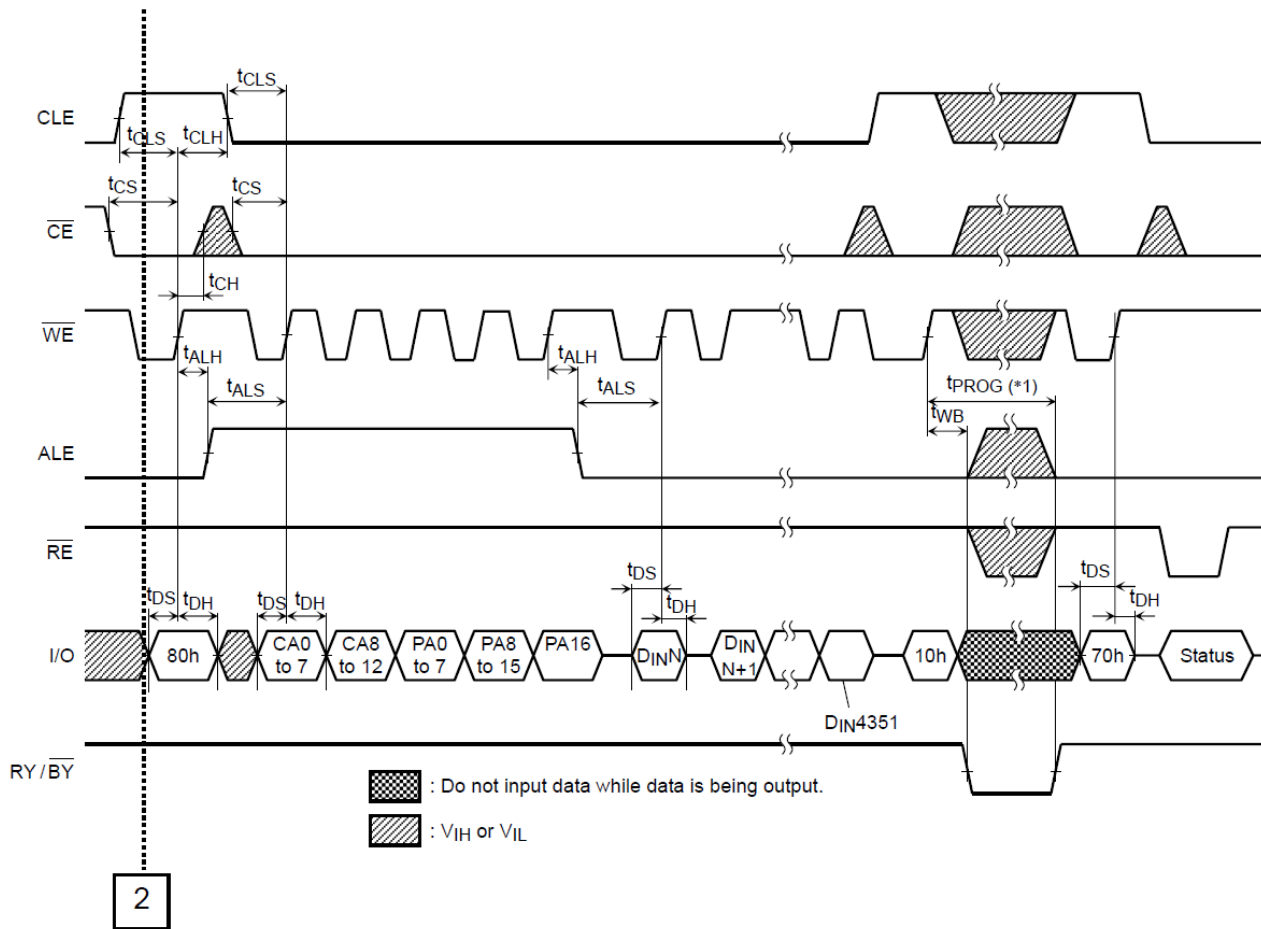 tCLS
CLE
tCLS tCLH
tCS tCS
CE
tCH
WE
tALH tALH
tALS tALS
tPROG (*1)
tWB
ALE
RE
tDS tDH tDS tDH tDS tDH tDS tDH
I/O 80h CA0 to 7 CA8 to 12 PA0 to 7 PA8 to 15 PA16 DINN DIN N+1 10h 70h Status
DIN4351
RY / BY
: Do not input data while data is being output.
: VIH or VIL
2